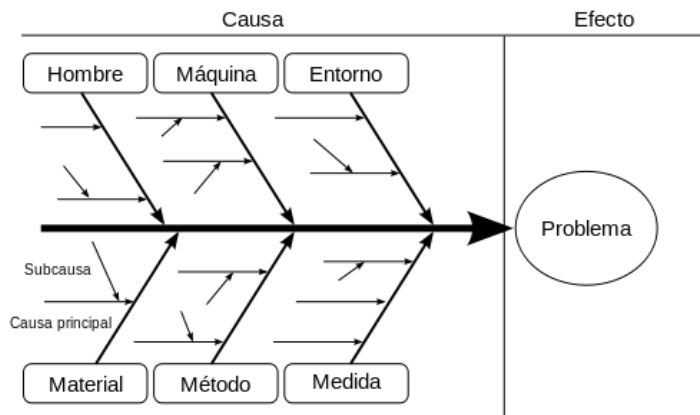 Causa
Efecto
Hombre
Máquina
Entorno
Problema
Subcausa
Causa principal
Material
Método
Medida